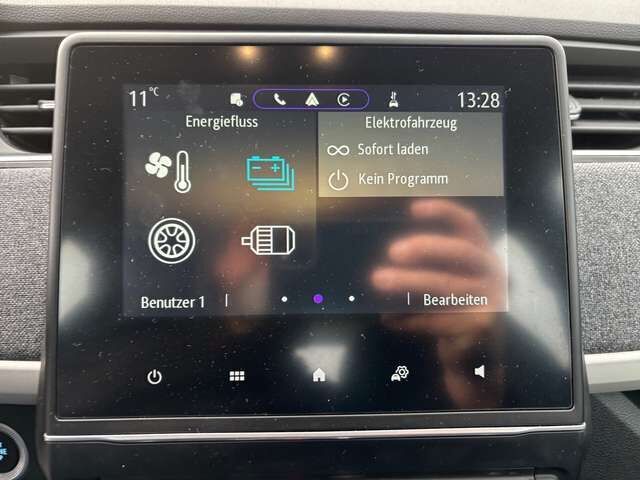 11°C
13:28
Energiefluss
Elektrofahrzeug
Sofort laden
Kein Programm
Benutzer 1
Bearbeiten